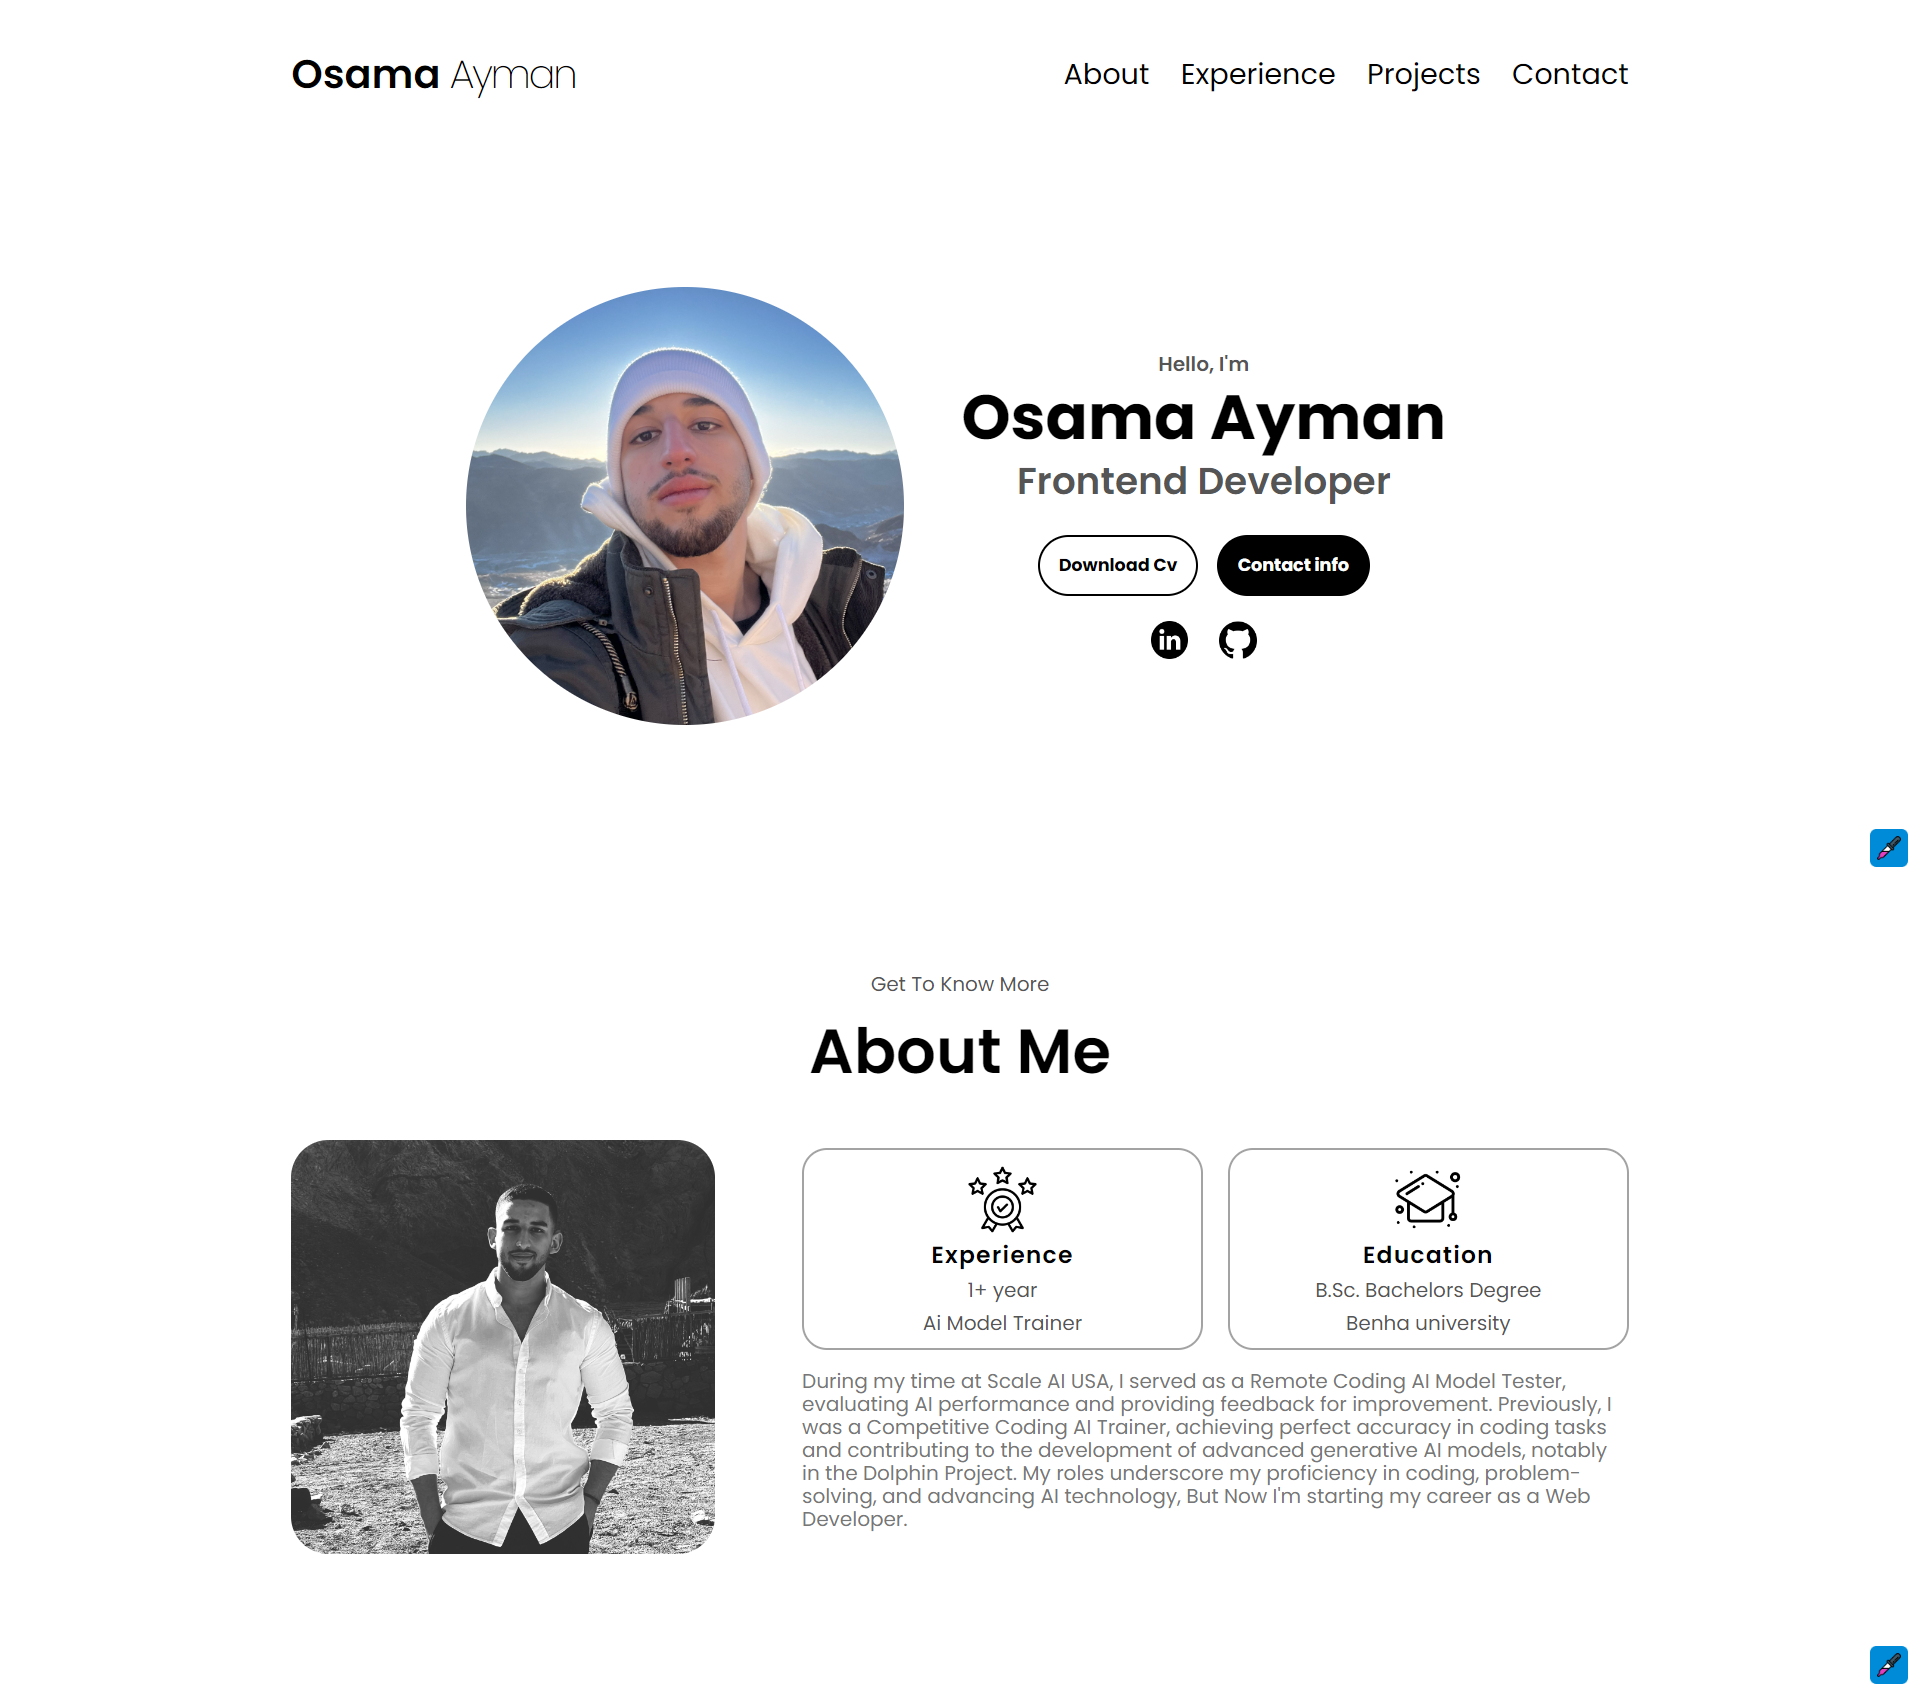 Osama Ayman
About Experience Projects Contact
Hello, I'm
Osama Ayman
Frontend Developer
Download Cv
Contact info
in
Get To Know More
About Me
Experience
1+ year
Ai Model Trainer
Education
B.Sc. Bachelors Degree
Benha university
During my time at Scale AI USA, I served as a Remote Coding AI Model Tester,
evaluating AI performance and providing feedback for improvement. Previously, I
was a Competitive Coding AI Trainer, achieving perfect accuracy in coding tasks
and contributing to the development of advanced generative AI models, notably
in the Dolphin Project. My roles underscore my proficiency in coding, problem-
solving, and advancing AI technology, But Now I'm starting my career as a Web
Developer.